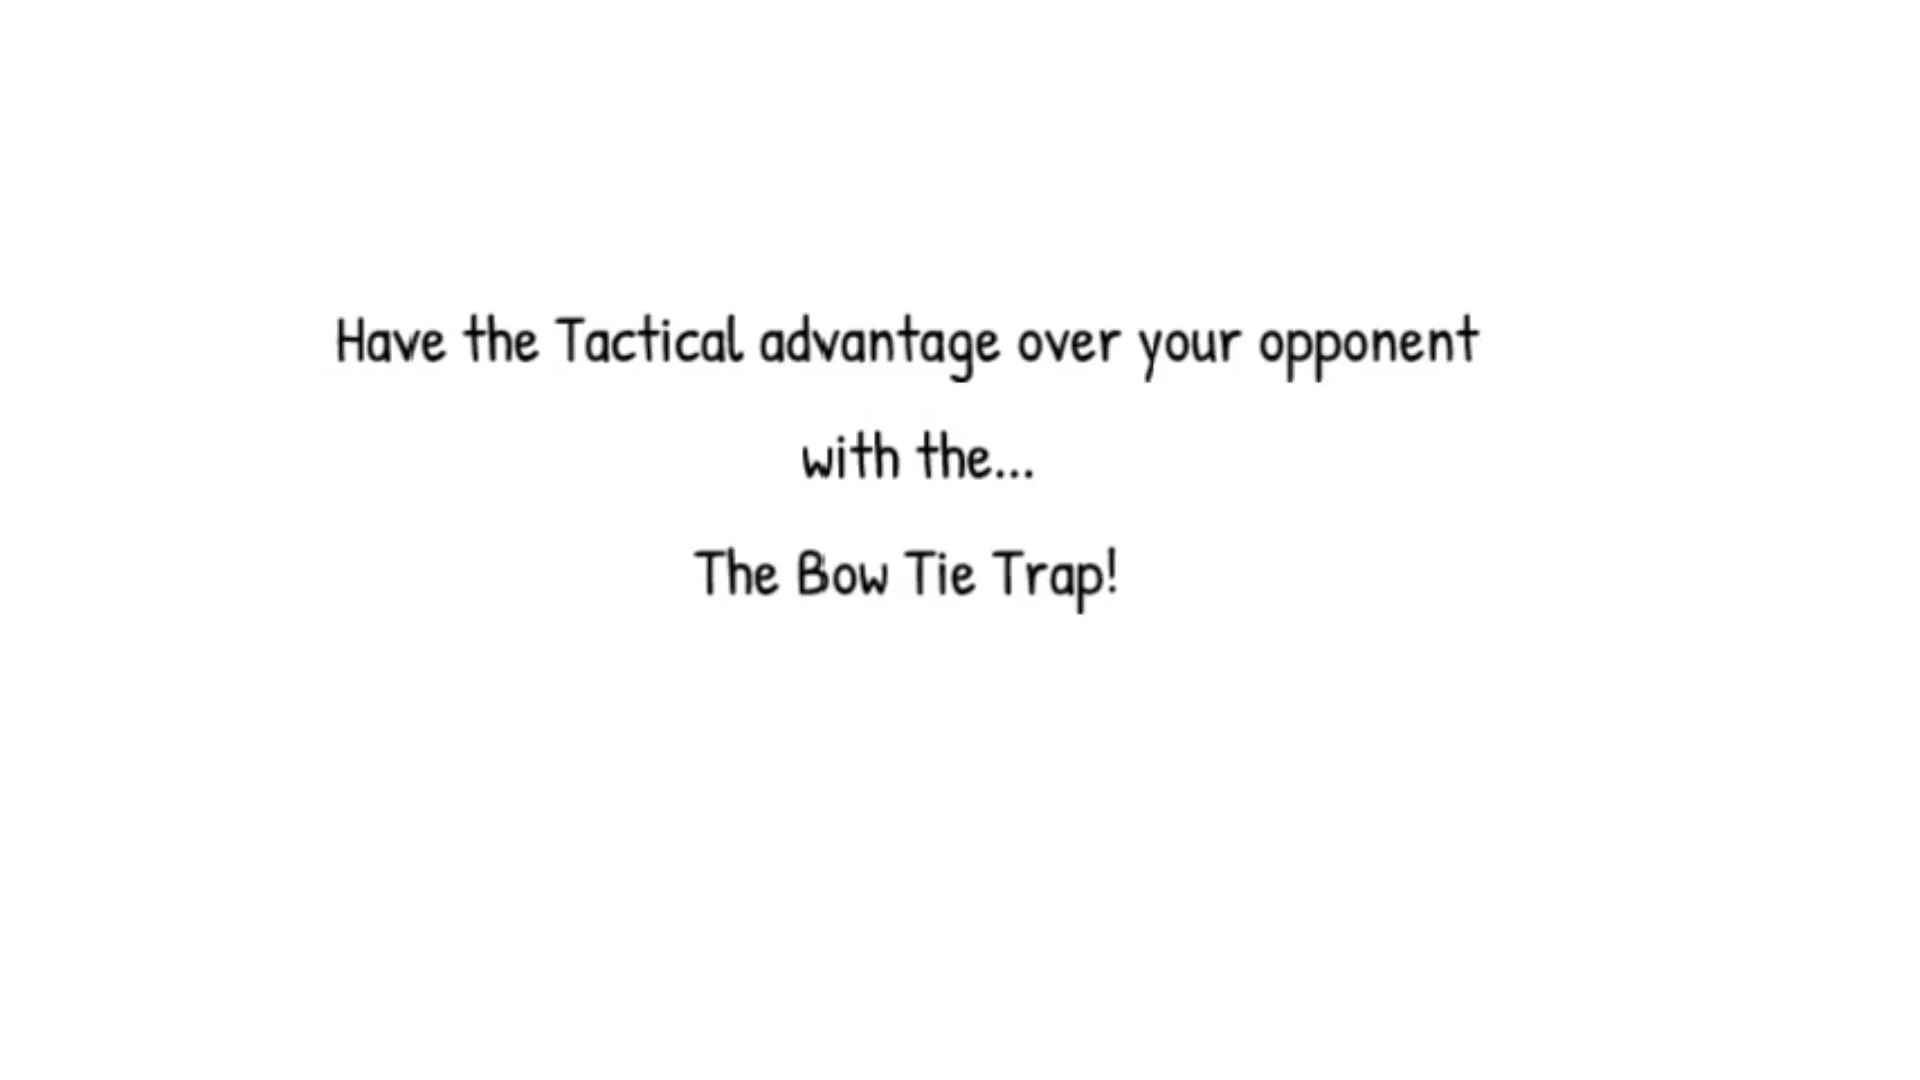 Have the Tactical advantage over your opponent
with the...
The Bow Tie Trap!